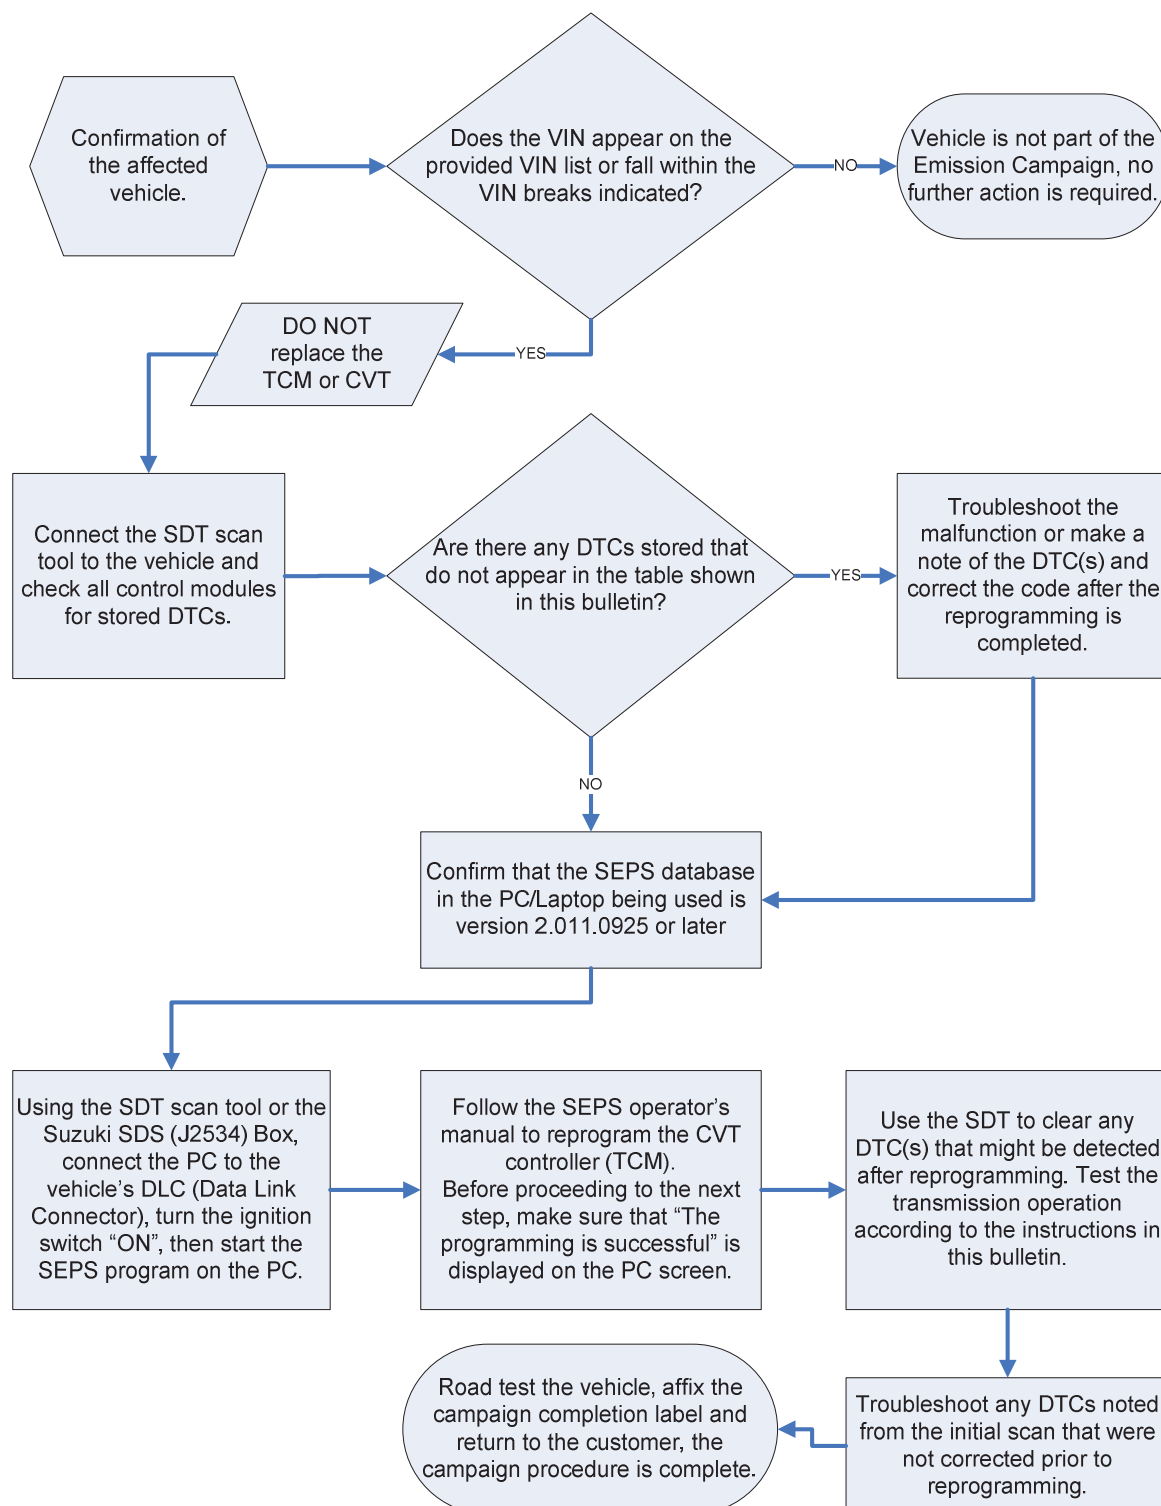 Confirmation of
the affected
vehicle.
Does the VIN appear on the
provided VIN list or fall within the
VIN breaks indicated?
NO
Vehicle is not part of the
Emission Campaign, no
further action is required.
YES
DO NOT
replace the
TCM or CVT
Connect the SDT scan
tool to the vehicle and
check all control modules
for stored DTCs.
Are there any DTCs stored that
do not appear in the table shown
in this bulletin?
YES
Troubleshoot the
malfunction or make a
note of the DTC(s) and
correct the code after the
reprogramming is
completed.
NO
Confirm that the SEPS database
in the PC/Laptop being used is
version 2.011.0925 or later
Using the SDT scan tool or the
Suzuki SDS (J2534) Box,
connect the PC to the
vehicle's DLC (Data Link
Connector), turn the ignition
switch “ON”, then start the
SEPS program on the PC.
Follow the SEPS operator’s
manual to reprogram the CVT
controller (TCM).
Before proceeding to the next
step, make sure that “The
programming is successful” is
displayed on the PC screen.
Use the SDT to clear any
DTC(s) that might be detected
after reprogramming. Test the
transmission operation
according to the instructions in
this bulletin.
Troubleshoot any DTCs noted
from the initial scan that were
not corrected prior to
reprogramming.
Road test the vehicle, affix the
campaign completion label and
return to the customer, the
campaign procedure is complete.